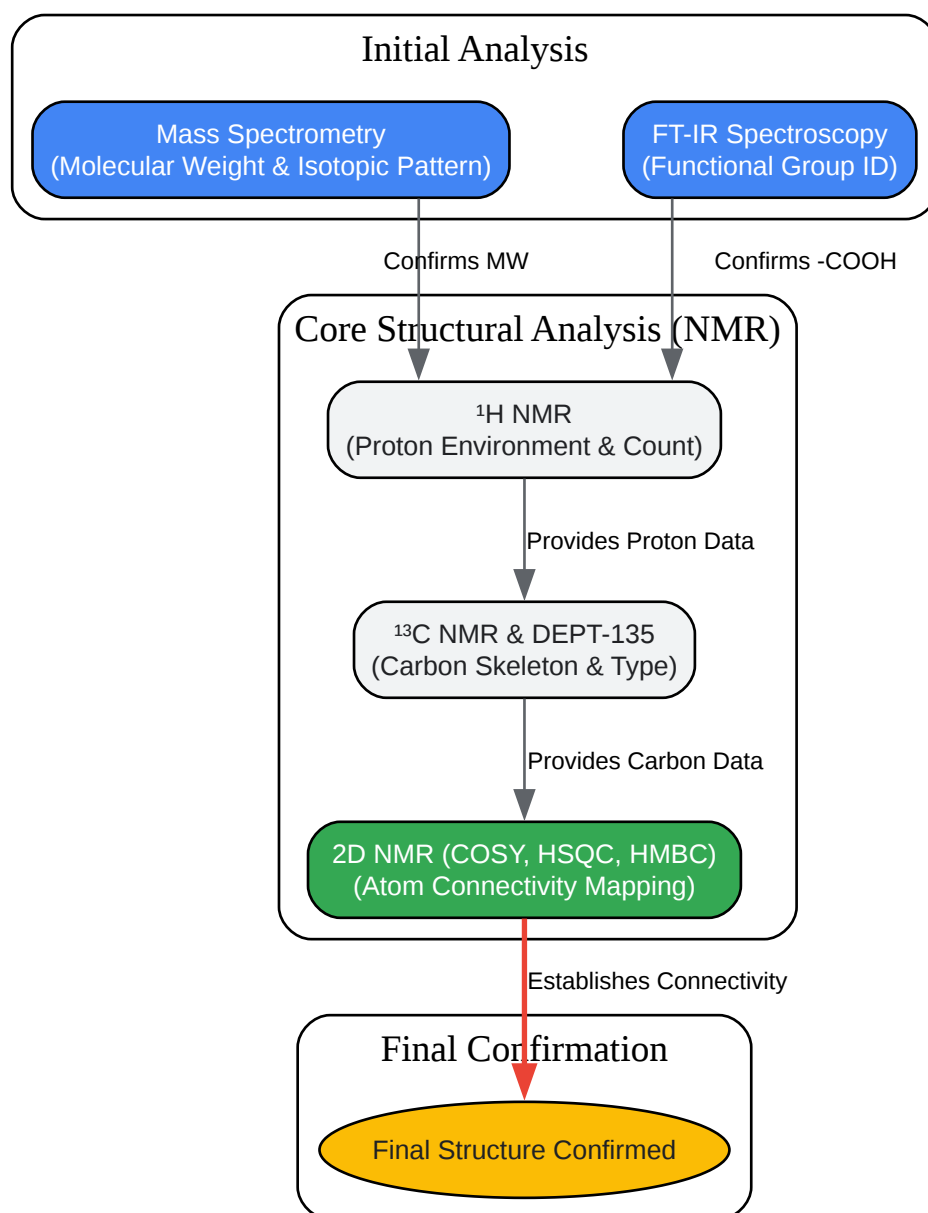 Initial Analysis
Mass Spectrometry
(Molecular Weight & Isotopic Pattern)
FT-IR Spectroscopy
(Functional Group ID)
Confirms MW
Confirms -COOH
Core Structural Analysis (NMR)
¹H NMR
(Proton Environment & Count)
Provides Proton Data
¹³C NMR & DEPT-135
(Carbon Skeleton & Type)
Provides Carbon Data
2D NMR (COSY, HSQC, HMBC)
(Atom Connectivity Mapping)
Establishes Connectivity
Final Confirmation
Final Structure Confirmed